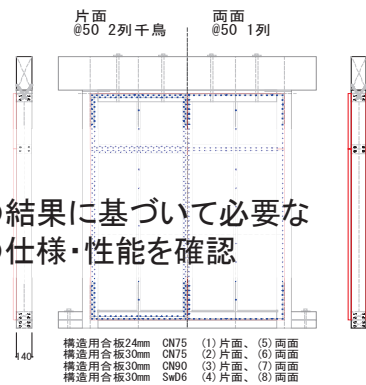 片面
@50 2列千鳥
両面
@50 1列
の結果に基づいて必要な
の仕様・性能を確認
140
構造用合板24mm CN75 (1)片面、(5)両面
構造用合板30mm CN75 (2)片面、(6)両面
構造用合板30mm CN90 (3)片面、(7)両面
構造用合板30mm SwD6 (4)片面、(8)両面